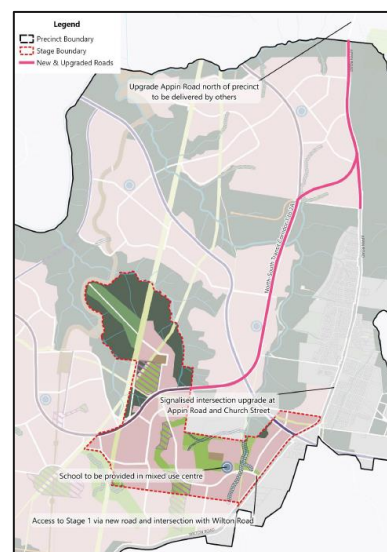 Legend
Precinct Boundary
Stage Boundary
New & Upgraded Roads
Upgrade Appin Road north of precinct
to be delivered by others
Signalised intersection upgrade at
Appin Road and Church Street
School to be provided in mixed use centre
Access to Stage 1 via new road and intersection with Wilton Road